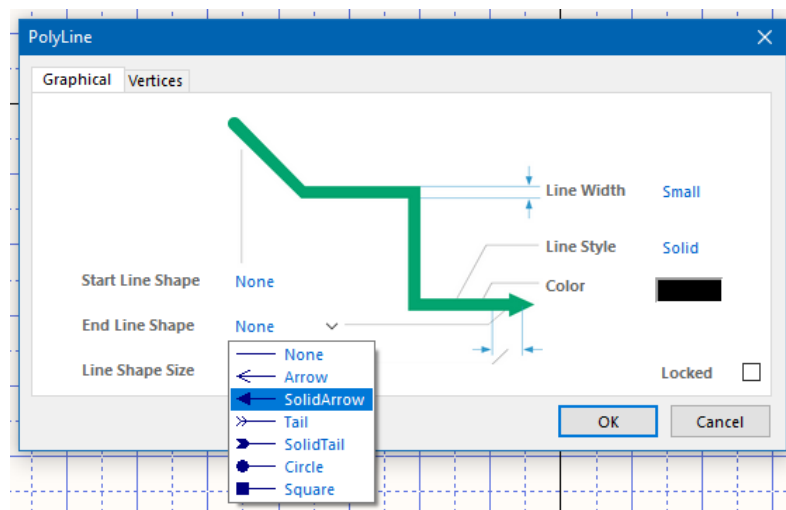 PolyLine
Graphical Vertices
Line Width Small
Line Style Solid
Start Line Shape None
Color
End Line Shape None
Line Shape Size
None
Arrow
SolidArrow
Tail
SolidTail
Circle
Square
Locked
OK Cancel